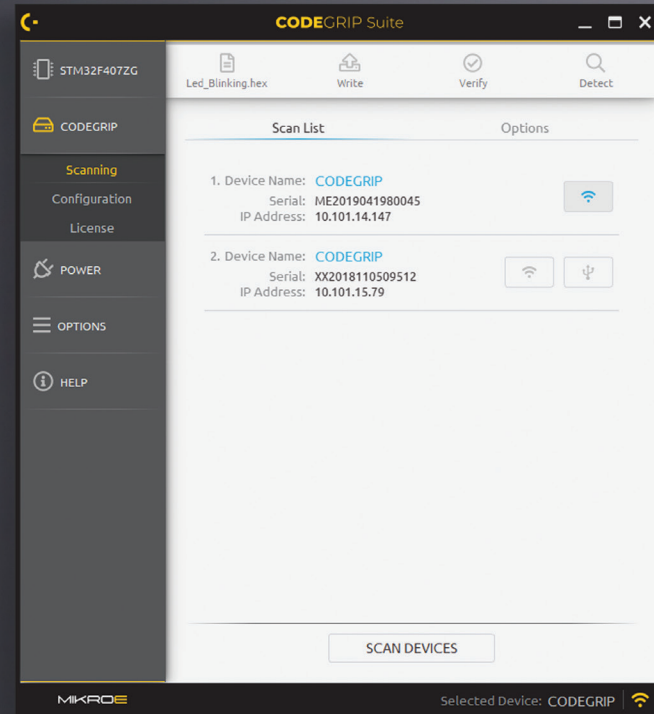 CODEGRIP Suite
STM32F407ZG
Led_Blinking.hex
Write
Verify
Detect
CODEGRIP
Scanning
Configuration
License
POWER
OPTIONS
HELP
Scan List
Options
1. Device Name: CODEGRIP
Serial: ME2019041980045
IP Address: 10.101.14.147
2. Device Name: CODEGRIP
Serial: XX2018110509512
IP Address: 10.101.15.79
SCAN DEVICES
MIKROE
Selected Device: CODEGRIP